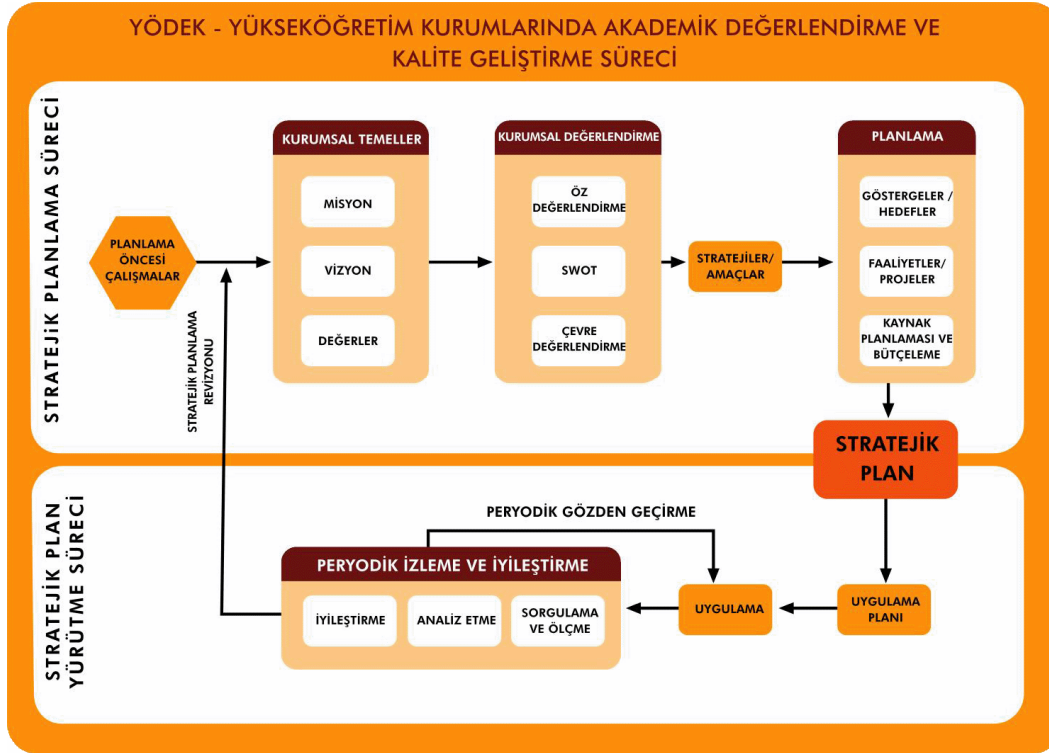 YÖDEK - YÜKSEKÖĞRETİM KURUMLARINDA AKADEMİK DEĞERLENDİRME VE
KALİTE GELİŞTİRME SÜRECİ
STRATEJİK PLANLAMA SÜRECİ
PLANLAMA
ÖNCESİ
ÇALIŞMALAR
KURUMSAL TEMELLER
MİSYON
VİZYON
DEĞERLER
KURUMSAL DEĞERLENDİRME
ÖZ
DEĞERLENDİRME
SWOT
ÇEVRE
DEĞERLENDİRME
STRATEJİLER/
AMAÇLAR
PLANLAMA
GÖSTERGELER /
HEDEFLER
FAALİYETLER/
PROJELER
KAYNAK
PLANLAMASI VE
BÜTÇELEME
STRATEJİK PLANLAMA
REVİZYONU
STRATEJİK
PLAN
STRATEJİK PLAN
YÜRÜTME SÜRECİ
PERYODİK GÖZDEN GEÇİRME
PERYODİK İZLEME VE İYİLEŞTİRME
İYİLEŞTİRME
ANALİZ ETME
SORGULAMA
VE ÖLÇME
UYGULAMA
UYGULAMA
PLANI